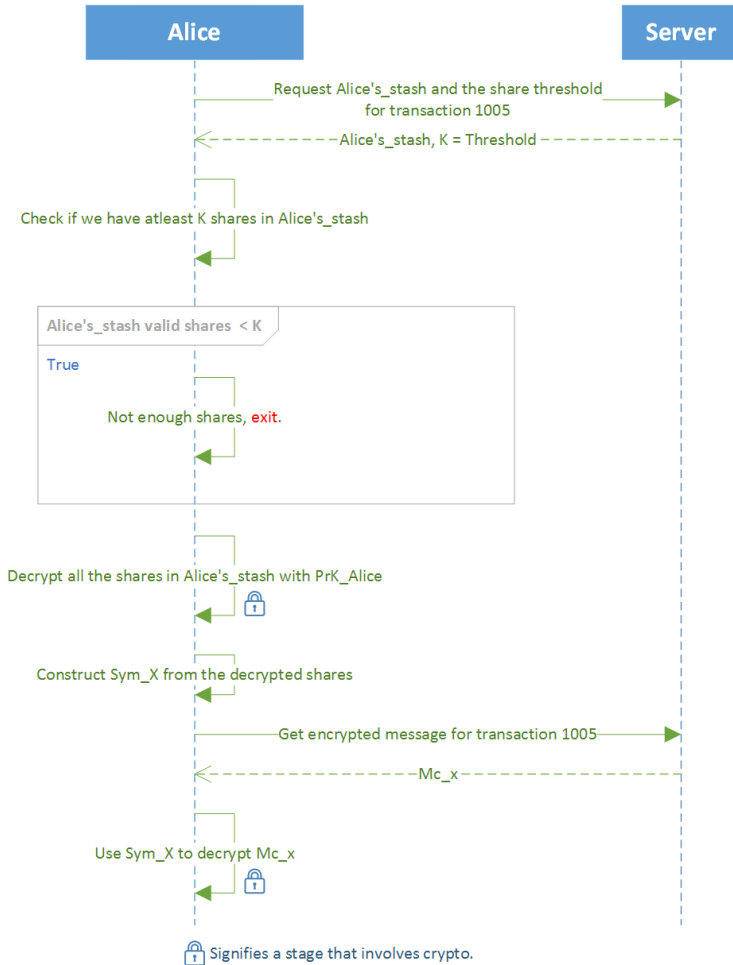 Alice
Server
Request Alice's_stash and the share threshold
for transaction 1005
Alice's_stash, K = Threshold
Check if we have atleast K shares in Alice's_stash
Alice's_stash valid shares < K
True
Not enough shares, exit.
Decrypt all the shares in Alice's_stash with PrK_Alice
Construct Sym_X from the decrypted shares
Get encrypted message for transaction 1005
Mc_x
Use Sym_X to decrypt Mc_x
Signifies a stage that involves crypto.